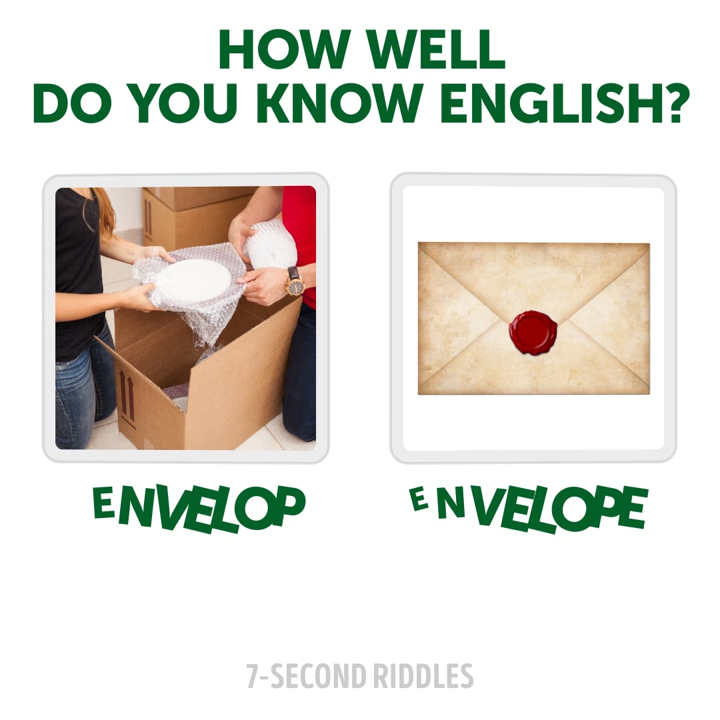 HOW WELL
DO YOU KNOW ENGLISH?
ENVELOP
ENVELOPE
7-SECOND RIDDLES